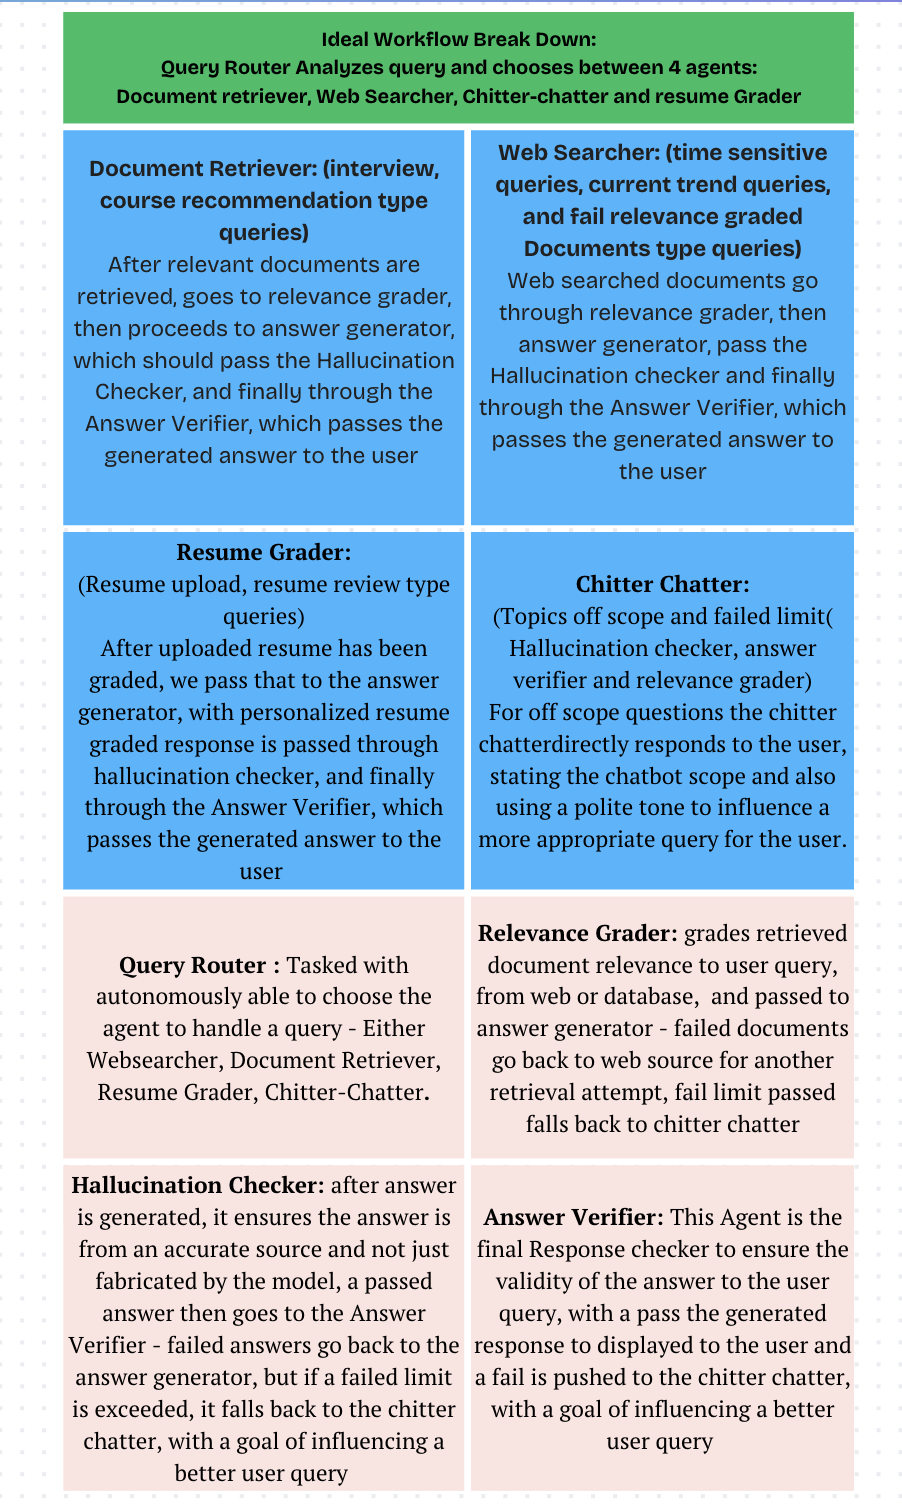 Ideal Workflow Break Down:
Query Router Analyzes query and chooses between 4 agents:
Document retriever, Web Searcher, Chitter-chatter and resume Grader
Document Retriever: (interview,
course recommendation type
queries)
After relevant documents are
retrieved, goes to relevance grader,
then proceeds to answer generator,
which should pass the Hallucination
Checker, and finally through the
Answer Verifier, which passes the
generated answer to the user
Web Searcher: (time sensitive
queries, current trend queries,
and fail relevance graded
Documents type queries)
Web searched documents go
through relevance grader, then
answer generator, pass the
Hallucination checker and finally
through the Answer Verifier, which
passes the generated answer to
the user
Resume Grader:
(Resume upload, resume review type
queries)
After uploaded resume has been
graded, we pass that to the answer
generator, with personalized resume
graded response is passed through
hallucination checker, and finally
through the Answer Verifier, which
passes the generated answer to the
user
Chitter Chatter:
(Topics off scope and failed limit(
Hallucination checker, answer
verifier and relevance grader)
For off scope questions the chitter
chatterdirectly responds to the user,
stating the chatbot scope and also
using a polite tone to influence a
more appropriate query for the user.
Query Router : Tasked with
autonomously able to choose the
agent to handle a query - Either
Websearcher, Document Retriever,
Resume Grader, Chitter-Chatter.
Relevance Grader: grades retrieved
document relevance to user query,
from web or database,  and passed to
answer generator - failed documents
go back to web source for another
retrieval attempt, fail limit passed
falls back to chitter chatter
Hallucination Checker: after answer
is generated, it ensures the answer is
from an accurate source and not just
fabricated by the model, a passed
answer then goes to the Answer
Verifier - failed answers go back to the
answer generator, but if a failed limit
is exceeded, it falls back to the chitter
chatter, with a goal of influencing a
better user query
Answer Verifier: This Agent is the
final Response checker to ensure the
validity of the answer to the user
query, with a pass the generated
response to displayed to the user and
a fail is pushed to the chitter chatter,
with a goal of influencing a better
user query